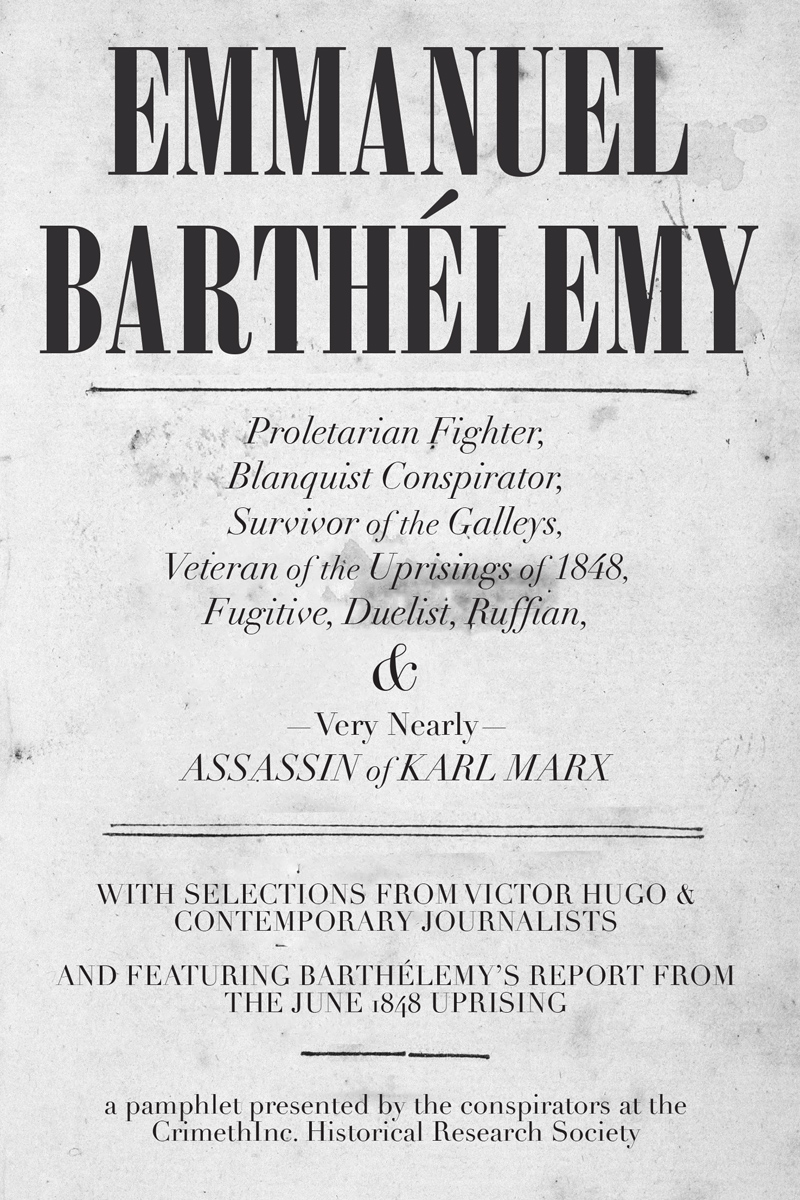 EMMANUEL
BARTHÉLEMY
Proletarian Fighter,
Blanquist Conspirator,
Survivor of the Galleys,
Veteran of the Uprisings of 1848,
Fugitive, Duelist, Ruffian,
&
—Very Nearly—
ASSASSIN of KARL MARX
WITH SELECTIONS FROM VICTOR HUGO &
CONTEMPORARY JOURNALISTS
AND FEATURING BARTHÉLEMY'S REPORT FROM
THE JUNE 1848 UPRISING
a pamphlet presented by the conspirators at the
CrimethInc. Historical Research Society